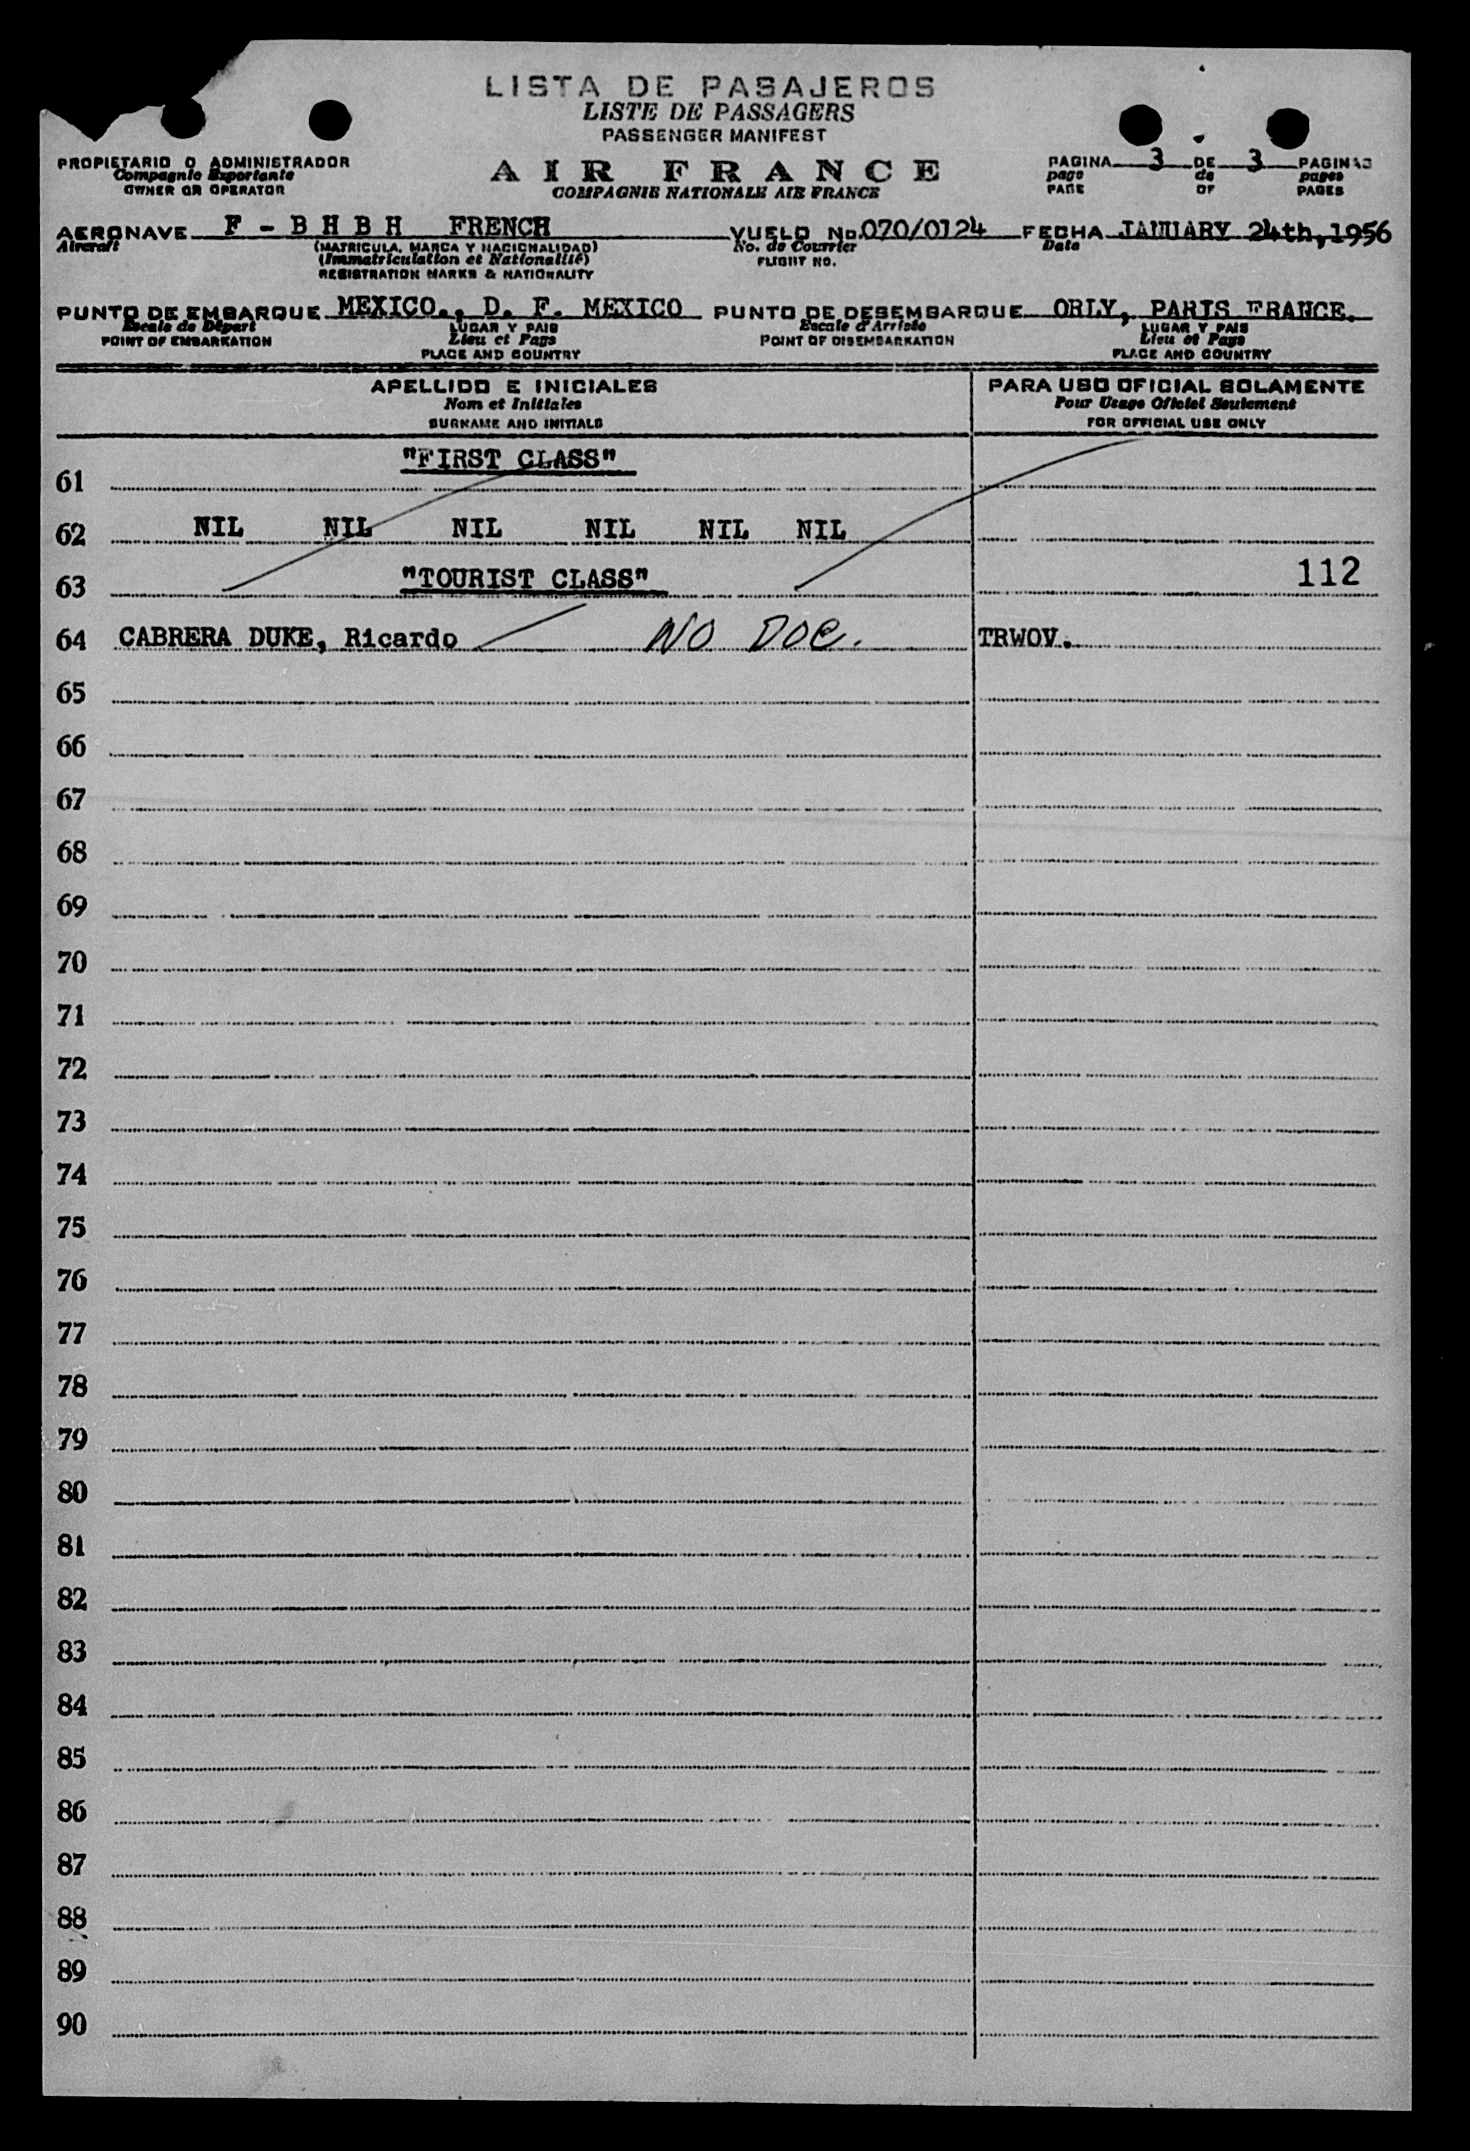 LISTA DE PASAJEROS
LISTE DE PASSAGERS
PASSENGER MANIFEST
PROPIETARIO O ADMINISTRADOR
Compagnie Exportante
OWNER OR OPERATOR
AIR FRANCE
COMPAGNIE NATIONALE AIR FRANCE
PAGINA 3 DE 3 PAGINAS
page de pages
PAGE OF PAGES
AERONAVE F - B H B H FRENCH VUELO No. 070/0124 FECHA JANUARY 24th, 1956
Aircraft (MATRICULA, MARCA Y NACIONALIDAD) No. de Courrier Date
(Immatriculation et Nationalité) FLIGHT NO.
REGISTRATION MARKS & NATIONALITY
PUNTO DE EMBARQUE MEXICO., D. F. MEXICO PUNTO DE DESEMBARQUE ORLY, PARIS FRANCE.
Escale de Départ LUGAR Y PAIS Escale d'Arrivée LUGAR Y PAIS
POINT OF EMBARKATION Lieu et Pays POINT OF DISEMBARKATION Lieu et Pays
PLACE AND COUNTRY PLACE AND COUNTRY
APELLIDO E INICIALES PARA USO OFICIAL SOLAMENTE
Nom et Initiales Pour Usage Oficiel Seulement
SURNAME AND INITIALS FOR OFFICIAL USE ONLY
"FIRST CLASS"
61
62 NIL NIL NIL NIL NIL NIL
63 "TOURIST CLASS" 112
64 CABRERA DUKE, Ricardo NO DOC. TRWOV.
65
66
67
68
69
70
71
72
73
74
75
76
77
78
79
80
81
82
83
84
85
86
87
88
89
90